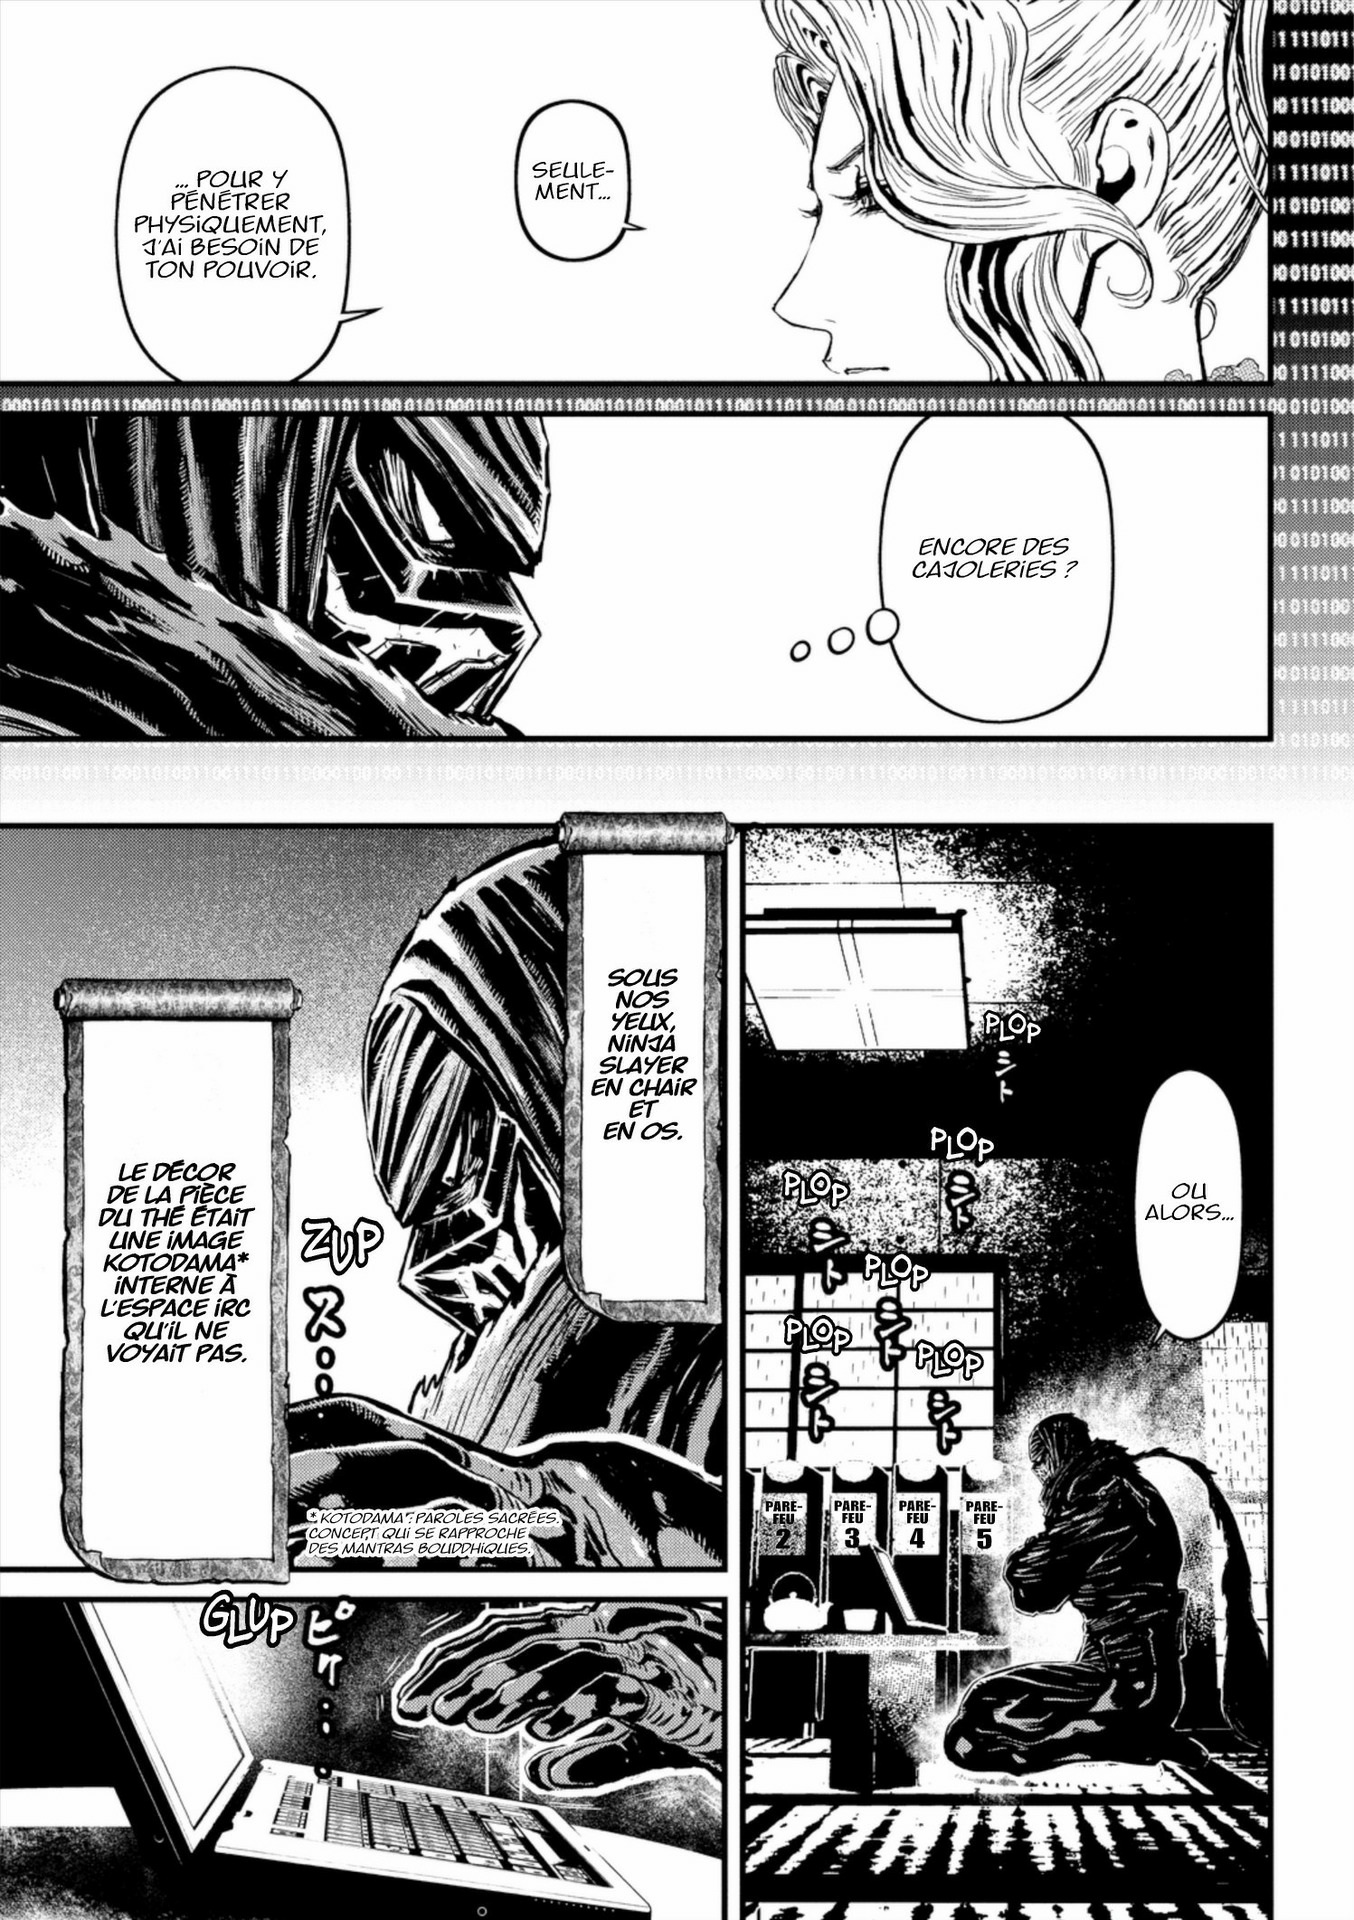 SEULE-
MENT...
... POUR Y
PÉNÉTRER
PHYSIQUEMENT,
J'AI BESOIN DE
TON POUVOIR.
ENCORE DES
CAJOLERIES ?
PLOP
シト
PLOP
シト
PLOP
シト
PLOP
シト
PLOP
シト
PLOP
シト
OU
ALORS...
PARE-
FEU
2
PARE-
FEU
3
PARE-
FEU
4
PARE-
FEU
5
SOUS
NOS
YEUX,
NINJA
SLAYER
EN CHAIR
ET
EN OS.
ZUP
ス...
LE DÉCOR
DE LA PIÈCE
DU THÉ ÉTAIT
UNE IMAGE
KOTODAMA*
INTERNE À
L'ESPACE IRC
QU'IL NE
VOYAIT PAS.
* KOTODAMA : PAROLES SACRÉES.
CONCEPT QUI SE RAPPROCHE
DES MANTRAS BOUDDHIQUES.
GLUP